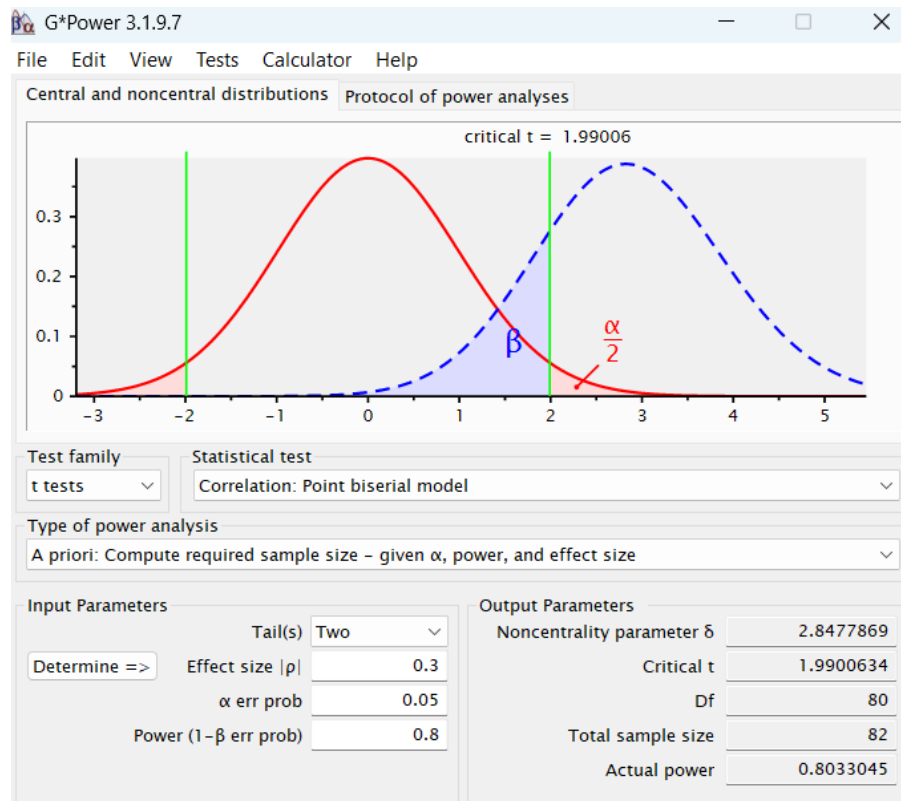 βα G*Power 3.1.9.7
File Edit View Tests Calculator Help
Central and noncentral distributions Protocol of power analyses
critical t = 1.99006
0.3
0.2
0.1
0
β
α
2
-3 -2 -1 0 1 2 3 4 5
Test family Statistical test
t tests Correlation: Point biserial model
Type of power analysis
A priori: Compute required sample size – given α, power, and effect size
Input Parameters Output Parameters
Tail(s) Two Noncentrality parameter δ 2.8477869
Determine => Effect size |ρ| 0.3 Critical t 1.9900634
α err prob 0.05 Df 80
Power (1-β err prob) 0.8 Total sample size 82
Actual power 0.8033045